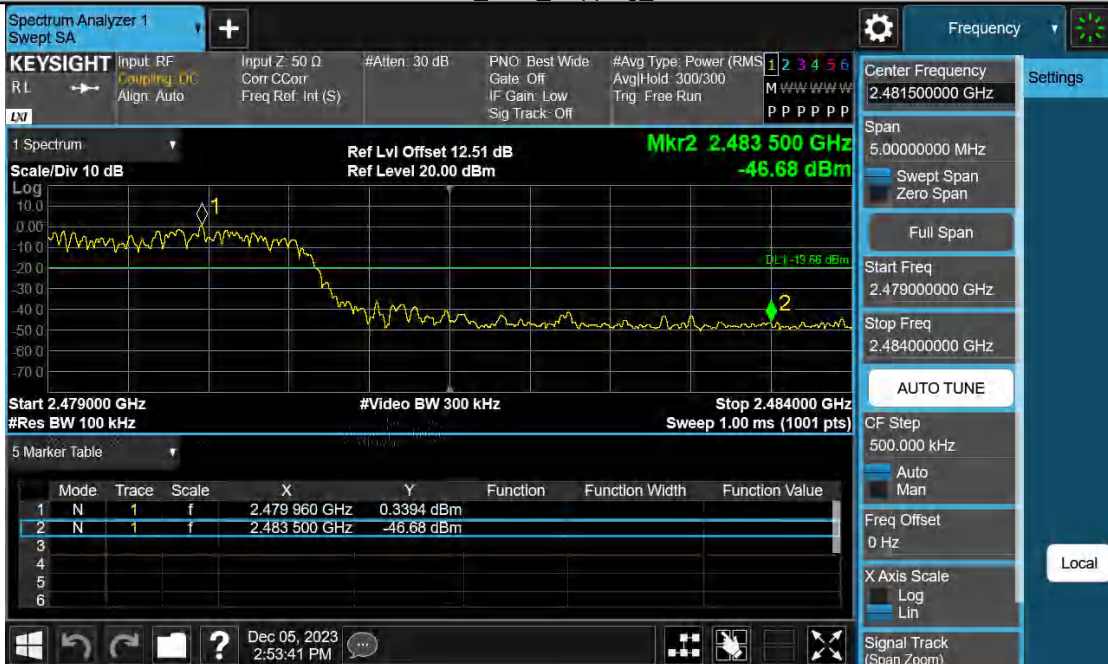 Spectrum Analyzer 1
Swept SA
Frequency
KEYSIGHT
RL
LXI
Input: RF
Coupling: DC
Align: Auto
Input Z: 50 Ω
Corr CCorr
Freq Ref: Int (S)
#Atten: 30 dB
PNO: Best Wide
Gate: Off
IF Gain: Low
Sig Track: Off
#Avg Type: Power (RMS
Avg|Hold: 300/300
Trig: Free Run
1 2 3 4 5 6
M W W W W W
P P P P P P
1 Spectrum
Scale/Div 10 dB
Ref Lvl Offset 12.51 dB
Ref Level 20.00 dBm
Mkr2 2.483 500 GHz
-46.68 dBm
Log
10.0
0.00
-10.0
-20.0
-30.0
-40.0
-50.0
-60.0
-70.0
1
2
DL1 -19.66 dBm
Start 2.479000 GHz
#Res BW 100 kHz
#Video BW 300 kHz
Stop 2.484000 GHz
Sweep 1.00 ms (1001 pts)
5 Marker Table
Mode Trace Scale X Y Function Function Width Function Value
1 N 1 f 2.479 960 GHz 0.3394 dBm
2 N 1 f 2.483 500 GHz -46.68 dBm
3
4
5
6
Dec 05, 2023
2:53:41 PM
Center Frequency
2.481500000 GHz
Span
5.00000000 MHz
Swept Span
Zero Span
Full Span
Start Freq
2.479000000 GHz
Stop Freq
2.484000000 GHz
AUTO TUNE
CF Step
500.000 kHz
Auto
Man
Freq Offset
0 Hz
X Axis Scale
Log
Lin
Signal Track
(Span Zoom)
Settings
Local